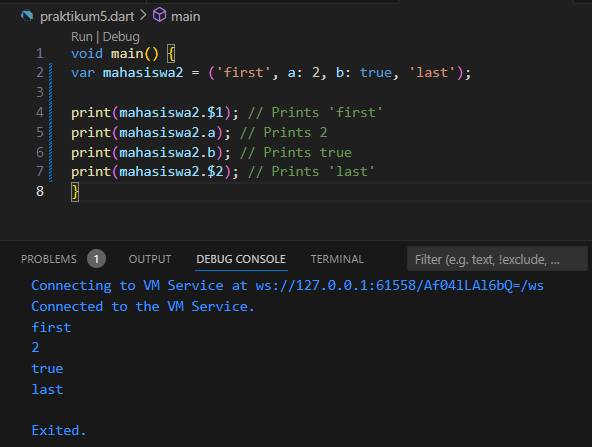 praktikum5.dart > main
Run | Debug
1 void main() {
2 var mahasiswa2 = ('first', a: 2, b: true, 'last');
3
4 print(mahasiswa2.$1); // Prints 'first'
5 print(mahasiswa2.a); // Prints 2
6 print(mahasiswa2.b); // Prints true
7 print(mahasiswa2.$2); // Prints 'last'
8 }
PROBLEMS 1 OUTPUT DEBUG CONSOLE TERMINAL Filter (e.g. text, !exclude, ...
Connecting to VM Service at ws://127.0.0.1:61558/Af04lLAl6bQ=/ws
Connected to the VM Service.
first
2
true
last
Exited.